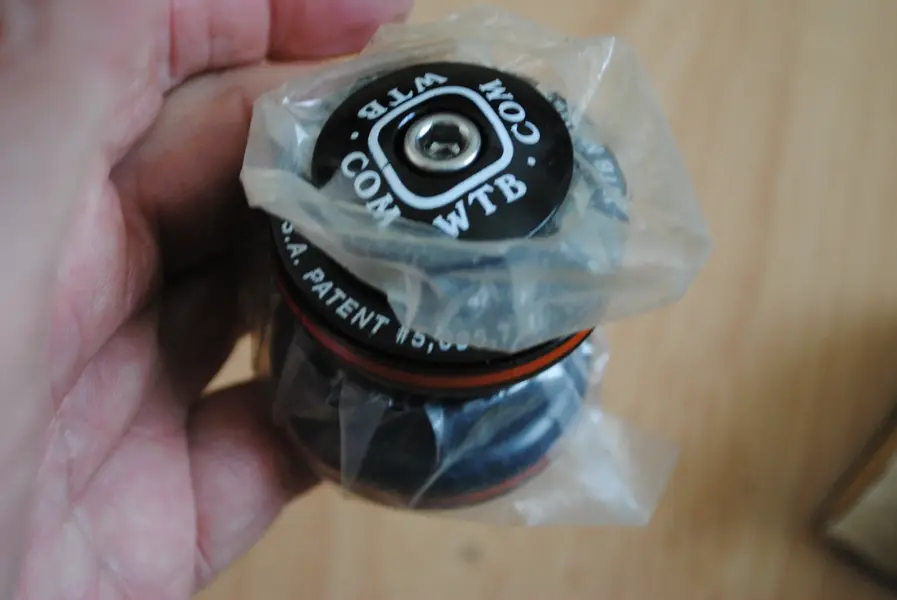 WTB · COM
WTB · COM
S.A. PATENT #5,